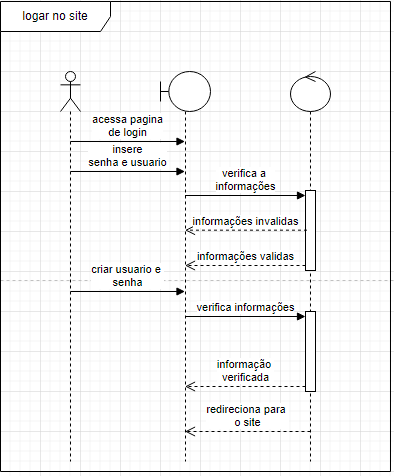 logar no site
acessa pagina
de login
insere
senha e usuario
verifica a
informações
informações invalidas
informações validas
criar usuario e
senha
verifica informações
informação
verificada
redireciona para
o site